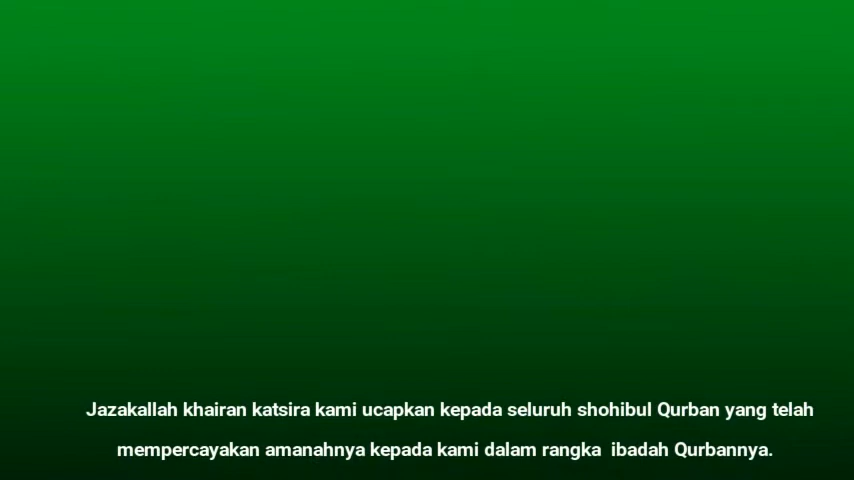 Jazakallah khairan katsira kami ucapkan kepada seluruh shohibul Qurban yang telah
mempercayakan amanahnya kepada kami dalam rangka  ibadah Qurbannya.